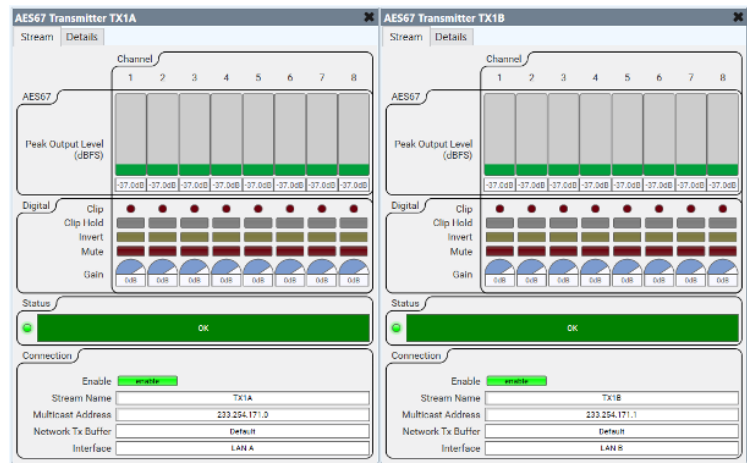 AES67 Transmitter TX1A
Stream Details
Channel
1 2 3 4 5 6 7 8
AES67
Peak Output Level
(dBFS)
-37.0dB -37.0dB -37.0dB -37.0dB -37.0dB -37.0dB -37.0dB -37.0dB
Digital
Clip
Clip Hold
Invert
Mute
Gain
0dB 0dB 0dB 0dB 0dB 0dB 0dB 0dB
Status
OK
Connection
Enable enable
Stream Name TX1A
Multicast Address 233.254.171.0
Network Tx Buffer Default
Interface LAN A
AES67 Transmitter TX1B
Stream Details
Channel
1 2 3 4 5 6 7 8
AES67
Peak Output Level
(dBFS)
-37.0dB -37.0dB -37.0dB -37.0dB -37.0dB -37.0dB -37.0dB -37.0dB
Digital
Clip
Clip Hold
Invert
Mute
Gain
0dB 0dB 0dB 0dB 0dB 0dB 0dB 0dB
Status
OK
Connection
Enable enable
Stream Name TX1B
Multicast Address 233.254.171.1
Network Tx Buffer Default
Interface LAN B